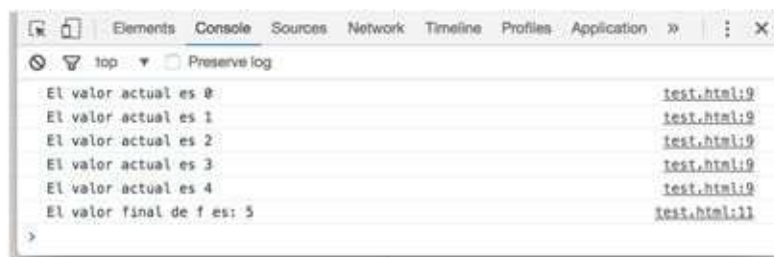 Elements Console Sources Network Timeline Profiles Application »
top ▼ Preserve log
El valor actual es 0 test.html:9
El valor actual es 1 test.html:9
El valor actual es 2 test.html:9
El valor actual es 3 test.html:9
El valor actual es 4 test.html:9
El valor final de f es: 5 test.html:11
>